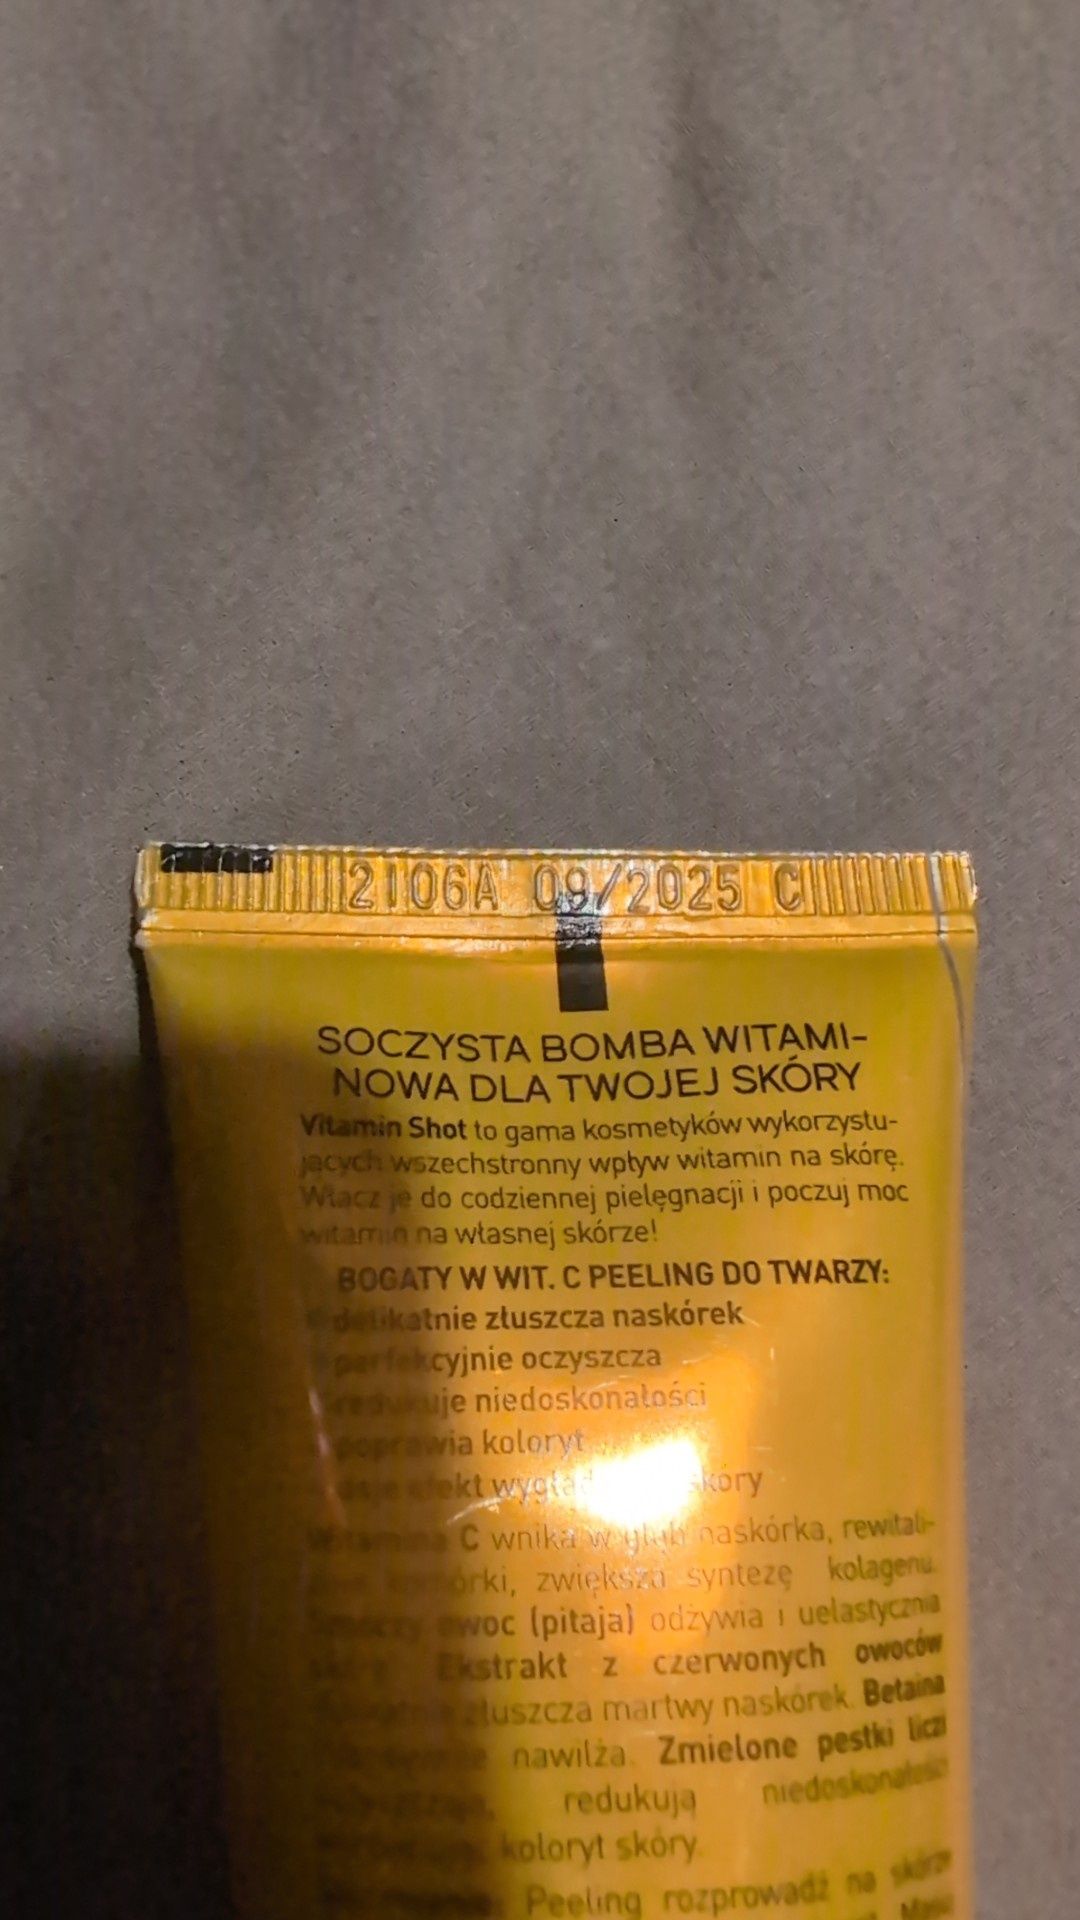 2106A 09/2025 C
SOCZYSTA BOMBA WITAMI-
NOWA DLA TWOJEJ SKÓRY
Vitamin Shot to gama kosmetyków wykorzystu-
jących wszechstronny wpływ witamin na skórę.
Włącz je do codziennej pielęgnacji i poczuj moc
witamin na własnej skórze!
BOGATY W WIT. C PEELING DO TWARZY:
delikatnie złuszcza naskórek
perfekcyjnie oczyszcza
redukuje niedoskonałości
poprawia koloryt
efekt skóry
Witamina C wnika w głąb naskórka, rewitali-
zwiększa syntezę kolagenu.
owoc (pitaja) odżywia i uelastycznia
Ekstrakt z czerwonych owoców
złuszcza martwy naskórek. Betaina
nawilża. Zmielone pestki liczi
redukują niedoskonałości
koloryt skóry.
Peeling rozprowadź na skórze